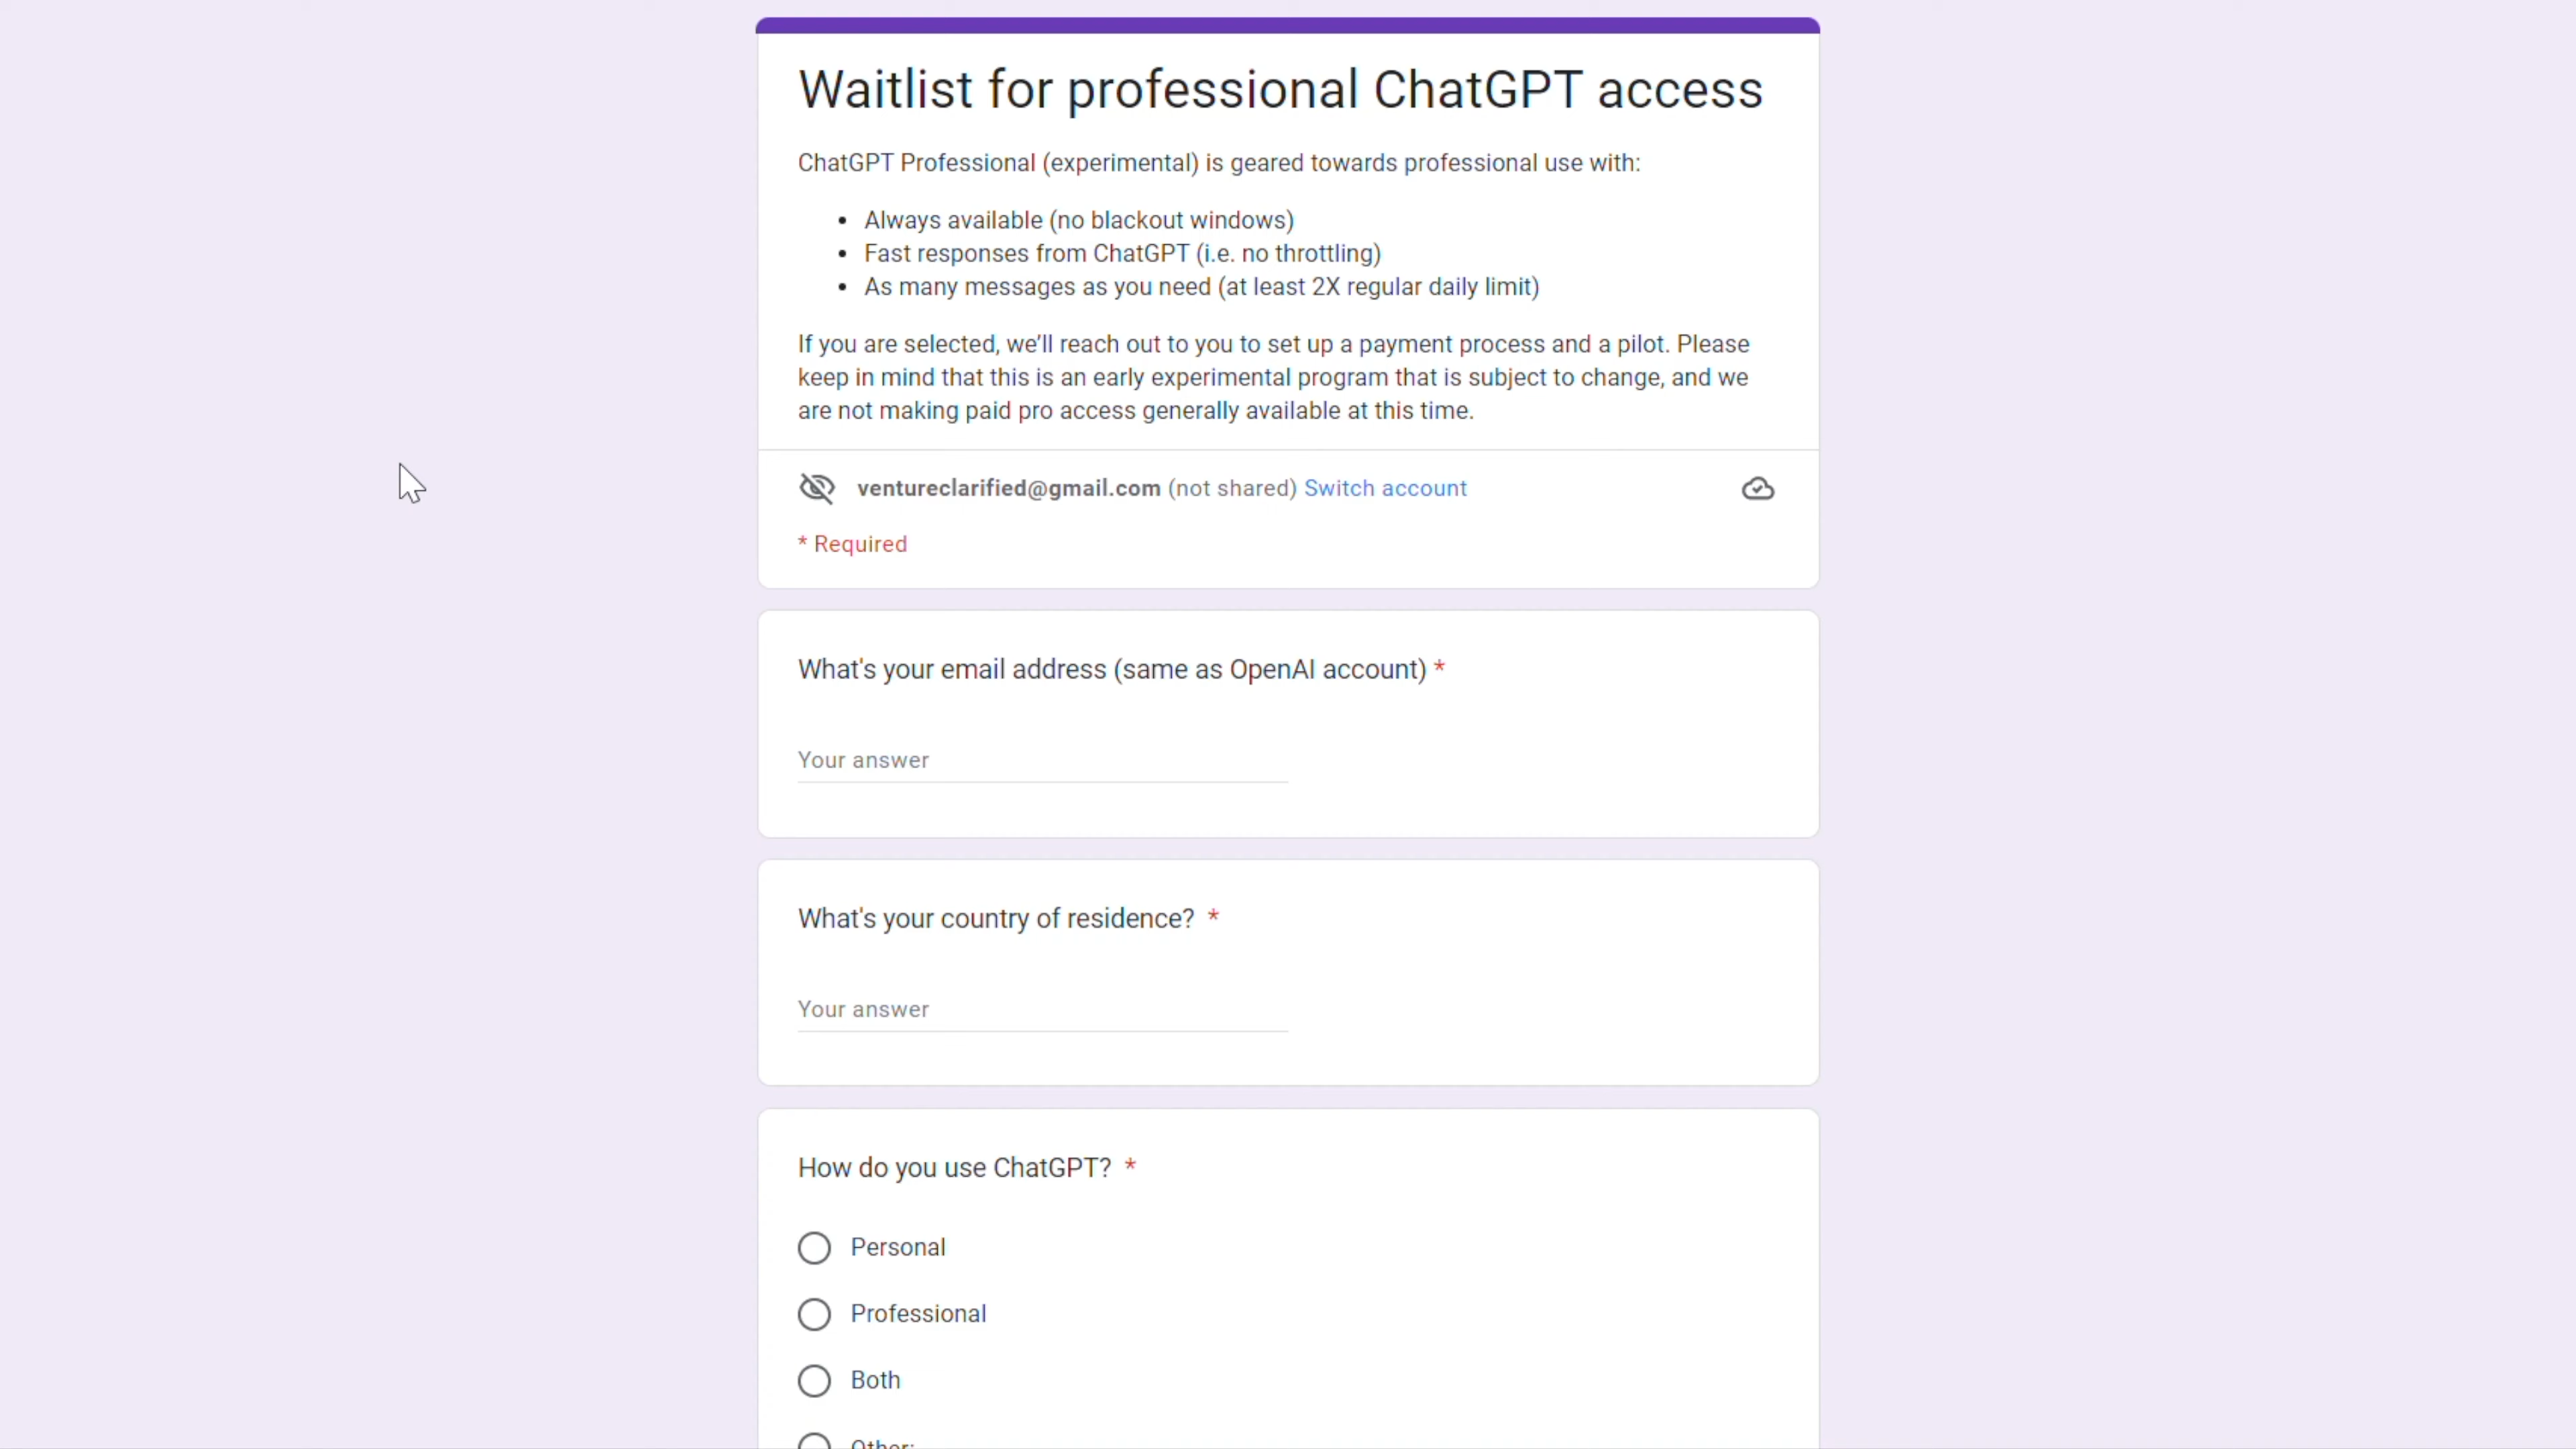 Waitlist for professional ChatGPT access
ChatGPT Professional (experimental) is geared towards professional use with:
• Always available (no blackout windows)
• Fast responses from ChatGPT (i.e. no throttling)
• As many messages as you need (at least 2X regular daily limit)
If you are selected, we'll reach out to you to set up a payment process and a pilot. Please
keep in mind that this is an early experimental program that is subject to change, and we
are not making paid pro access generally available at this time.
ventureclarified@gmail.com (not shared) Switch account
* Required
What's your email address (same as OpenAI account) *
Your answer
What's your country of residence? *
Your answer
How do you use ChatGPT? *
Personal
Professional
Both
Other: